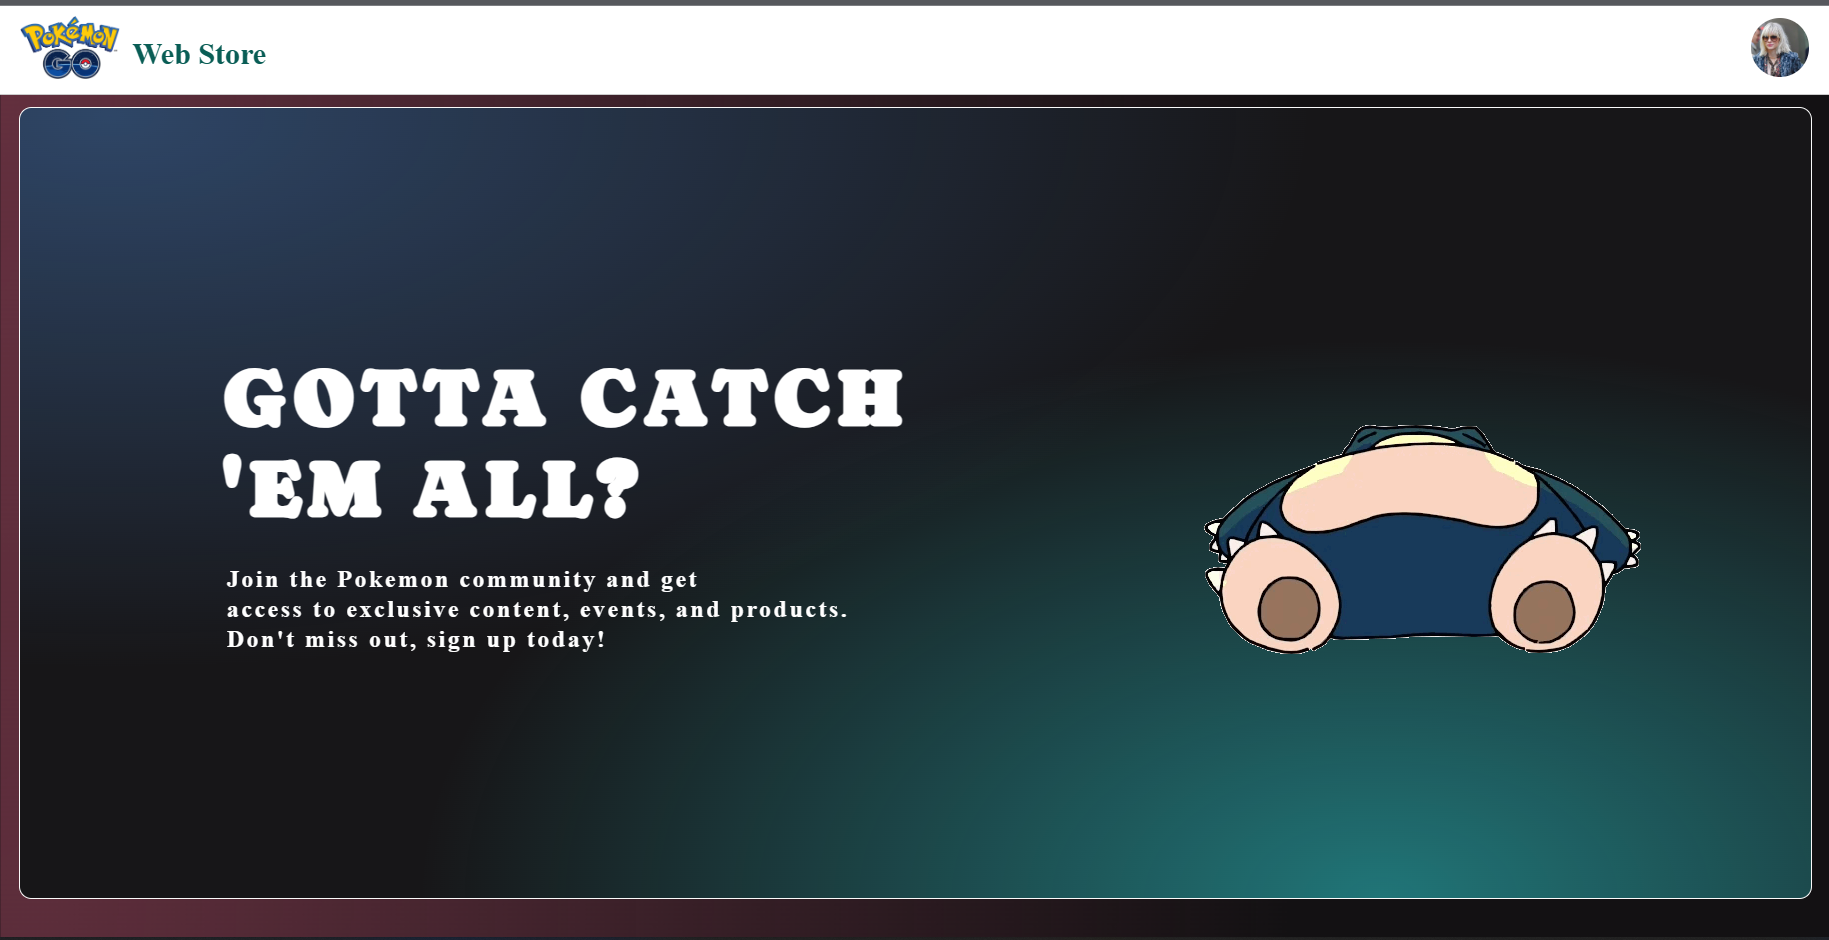 Pokémon
GO
Web Store
GOTTA CATCH
'EM ALL?
Join the Pokemon community and get
access to exclusive content, events, and products.
Don't miss out, sign up today!